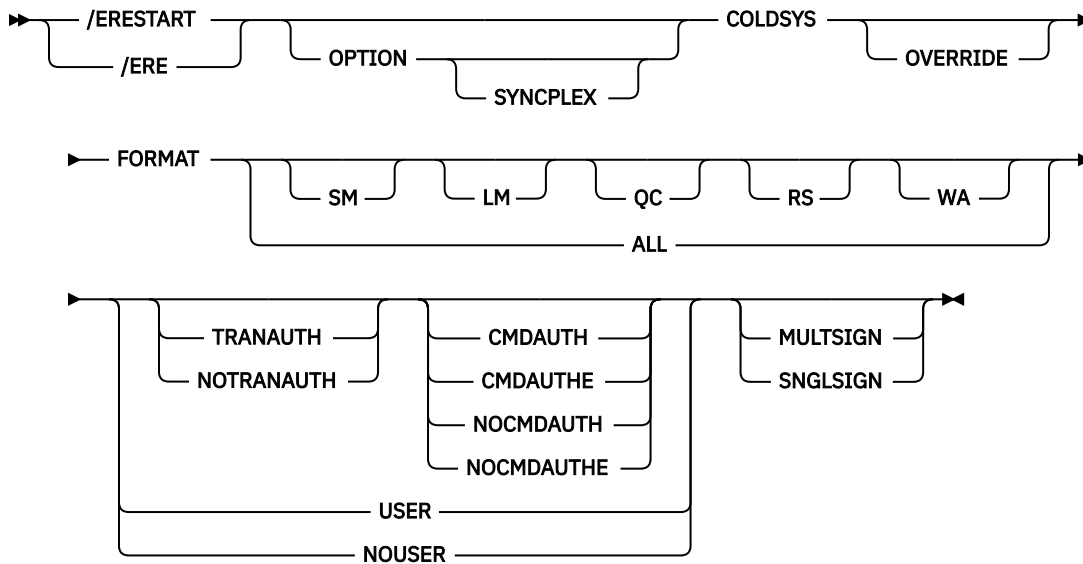 /ERESTART
/ERE
OPTION
SYNCPLEX
COLDSYS
OVERRIDE
FORMAT
SM
LM
QC
RS
WA
ALL
TRANAUTH
NOTRANAUTH
CMDAUTH
CMDAUTHE
NOCMDAUTH
NOCMDAUTHE
USER
NOUSER
MULTSIGN
SNGLSIGN